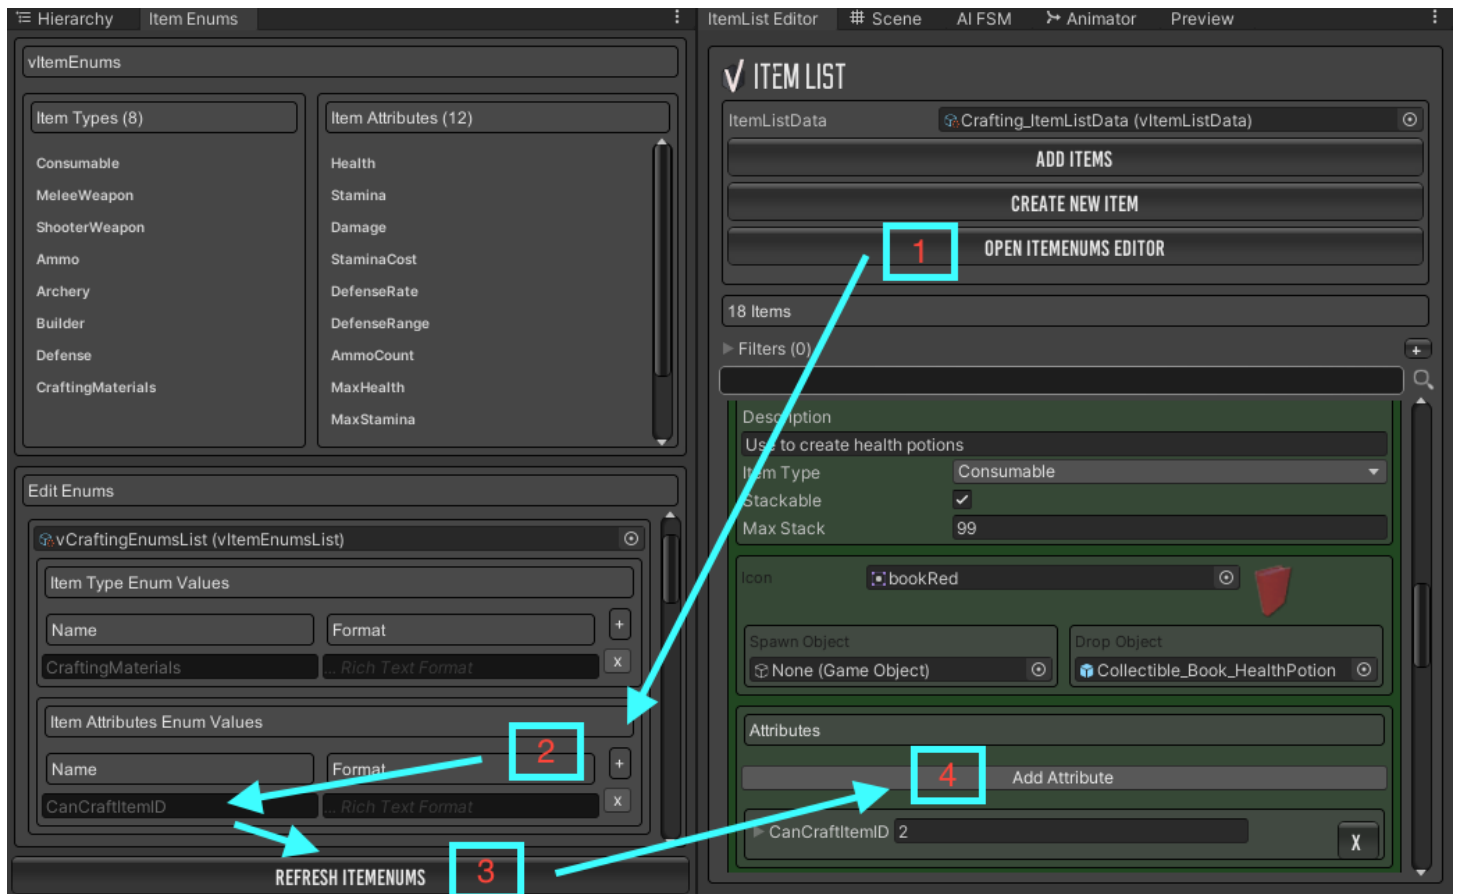 Hierarchy
Item Enums
vItemEnums
Item Types (8)
Consumable
MeleeWeapon
ShooterWeapon
Ammo
Archery
Builder
Defense
CraftingMaterials
Item Attributes (12)
Health
Stamina
Damage
StaminaCost
DefenseRate
DefenseRange
AmmoCount
MaxHealth
MaxStamina
Edit Enums
vCraftingEnumsList (vItemEnumsList)
Item Type Enum Values
Name
Format
+
CraftingMaterials
... Rich Text Format
x
Item Attributes Enum Values
2
Name
Format
+
CanCraftItemID
... Rich Text Format
x
REFRESH ITEMENUMS
3
ItemList Editor
Scene
AI FSM
Animator
Preview
ITEM LIST
ItemListData
Crafting_ItemListData (vItemListData)
ADD ITEMS
CREATE NEW ITEM
1
OPEN ITEMENUMS EDITOR
18 Items
Filters (0)
+
Description
Use to create health potions
Item Type
Consumable
Stackable
Max Stack
99
Icon
bookRed
Spawn Object
None (Game Object)
Drop Object
Collectible_Book_HealthPotion
Attributes
4
Add Attribute
CanCraftItemID
2
X